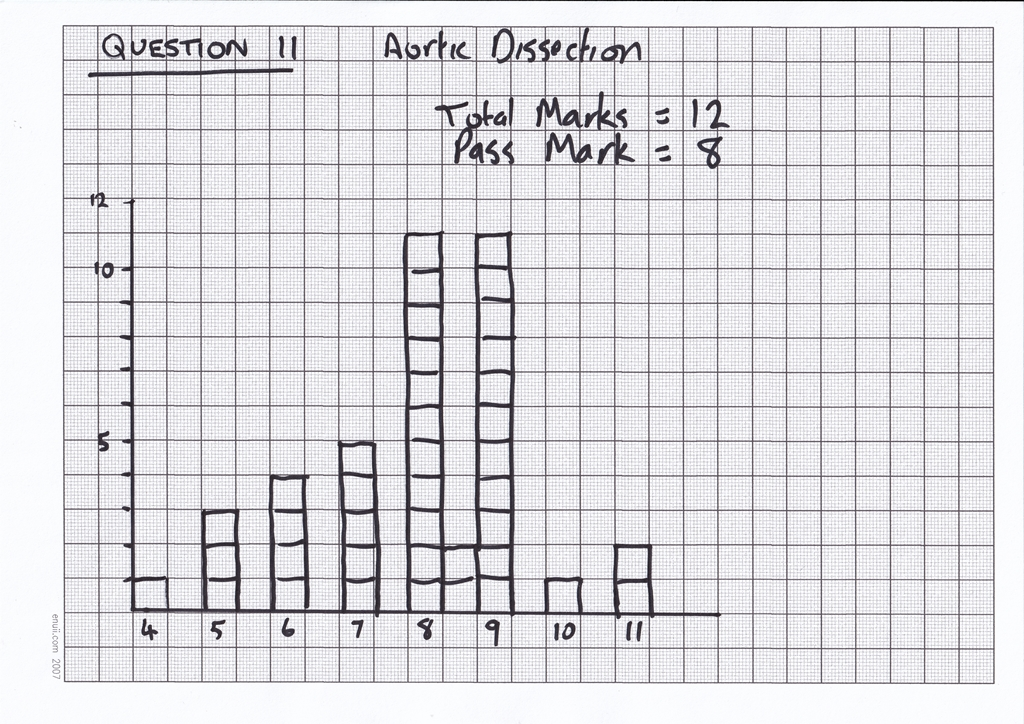 QUESTION 11 Aortic Dissection
Total Marks = 12
Pass Mark = 8
12
10
5
4 5 6 7 8 9 10 11
enuii.com 2007